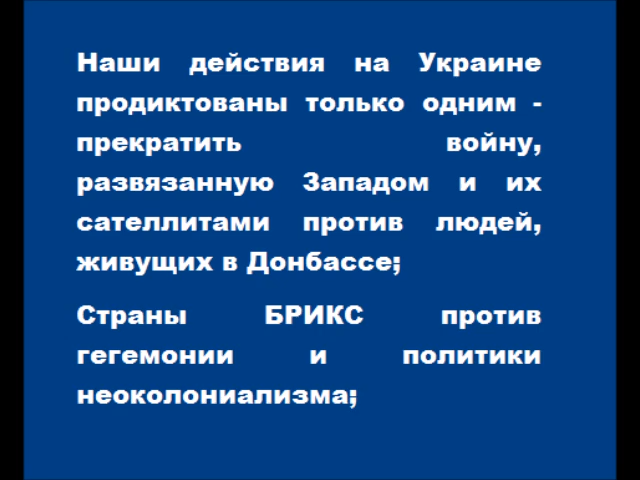 Наши действия на Украине
продиктованы только одним -
прекратить войну,
развязанную Западом и их
сателлитами против людей,
живущих в Донбассе;
Страны БРИКС против
гегемонии и политики
неоколониализма;